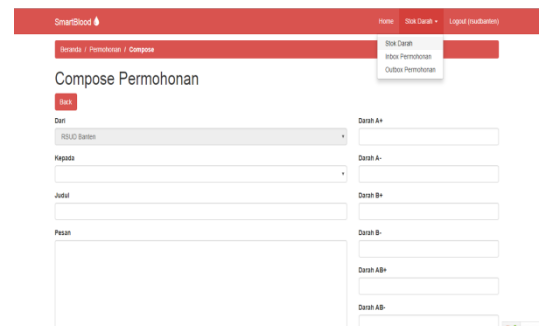 SmartBlood
Home Stok Darah Logout (rsudbanten)
Stok Darah
Inbox Permohonan
Outbox Permohonan
Beranda / Permohonan / Compose
Compose Permohonan
Back
Dari
RSUD Banten
Kepada
Judul
Pesan
Darah A+
Darah A-
Darah B+
Darah B-
Darah AB+
Darah AB-